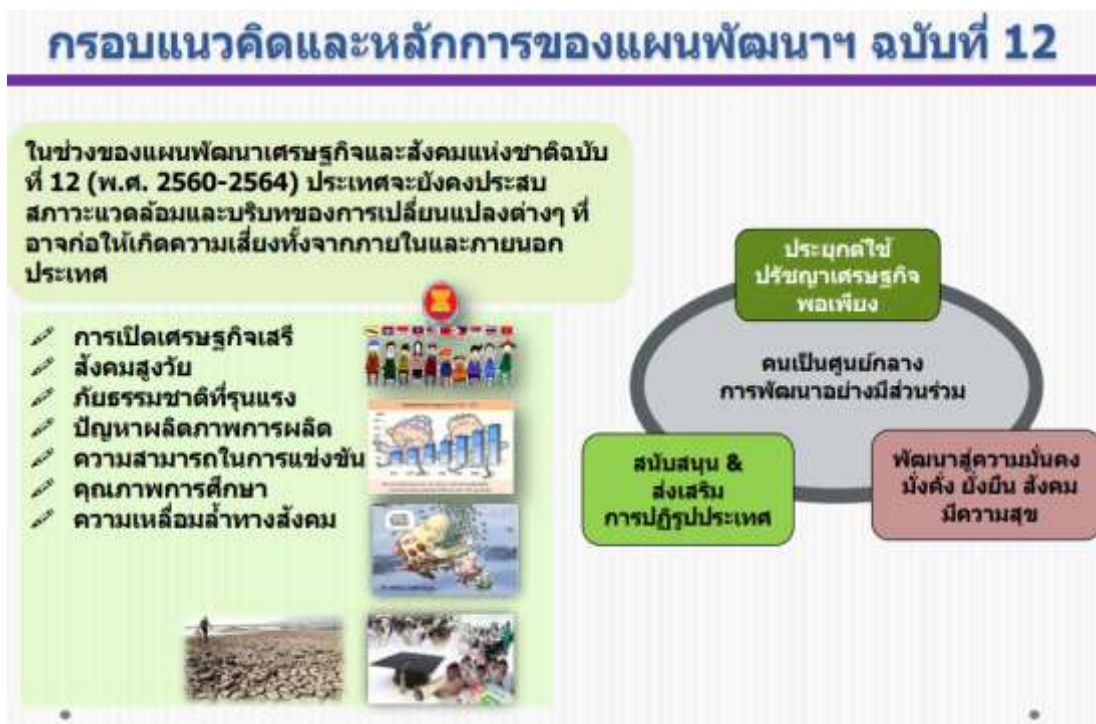 กรอบแนวคิดและหลักการของแผนพัฒนาฯ ฉบับที่ 12
ในช่วงของแผนพัฒนาเศรษฐกิจและสังคมแห่งชาติฉบับ
ที่ 12 (พ.ศ. 2560-2564) ประเทศจะยังคงประสบ
สภาวะแวดล้อมและบริบทของการเปลี่ยนแปลงต่างๆ ที่
อาจก่อให้เกิดความเสี่ยงทั้งจากภายในและภายนอก
ประเทศ
การเปิดเศรษฐกิจเสรี
สังคมสูงวัย
ภัยธรรมชาติที่รุนแรง
ปัญหาผลิตภาพการผลิต
ความสามารถในการแข่งขัน
คุณภาพการศึกษา
ความเหลื่อมล้ำทางสังคม
ประยุกต์ใช้
ปรัชญาเศรษฐกิจ
พอเพียง
คนเป็นศูนย์กลาง
การพัฒนาอย่างมีส่วนร่วม
สนับสนุน &
ส่งเสริม
การปฏิรูปประเทศ
พัฒนาสู่ความมั่นคง
มั่งคั่ง ยั่งยืน สังคม
มีความสุข